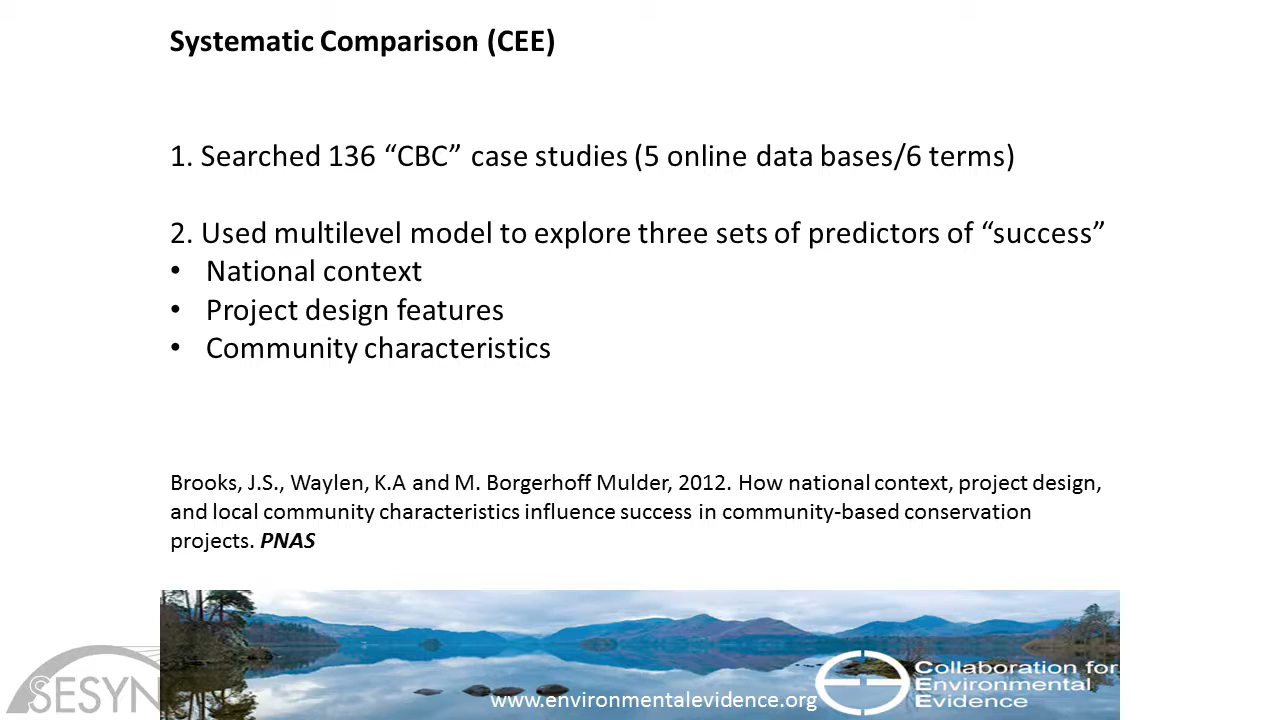 Systematic Comparison (CEE)
1. Searched 136 “CBC” case studies (5 online data bases/6 terms)
2. Used multilevel model to explore three sets of predictors of “success”
• National context
• Project design features
• Community characteristics
Brooks, J.S., Waylen, K.A and M. Borgerhoff Mulder, 2012. How national context, project design,
and local community characteristics influence success in community-based conservation
projects. PNAS
SESYN
www.environmentalevidence.org
Collaboration for
Environmental
Evidence